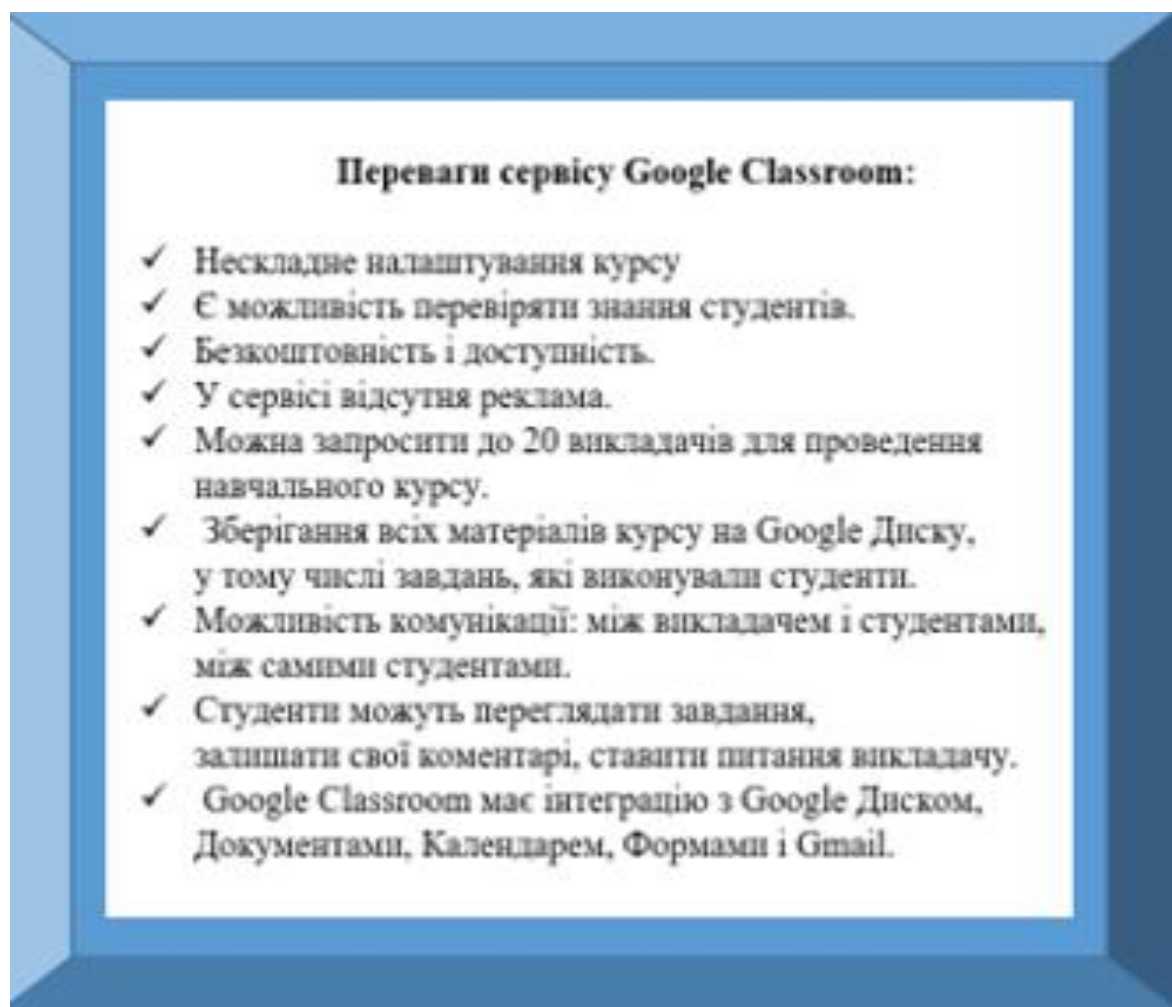 Переваги сервісу Google Classroom:
✓ Нескладне налаштування курсу
✓ Є можливість перевіряти знання студентів.
✓ Безкоштовність і доступність.
✓ У сервісі відсутня реклама.
✓ Можна запросити до 20 викладачів для проведення
навчального курсу.
✓ Зберігання всіх матеріалів курсу на Google Диску,
у тому числі завдань, які виконували студенти.
✓ Можливість комунікації: між викладачем і студентами,
між самими студентами.
✓ Студенти можуть переглядати завдання,
залишати свої коментарі, ставити питання викладачу.
✓ Google Classroom має інтеграцію з Google Диском,
Документами, Календарем, Формами і Gmail.